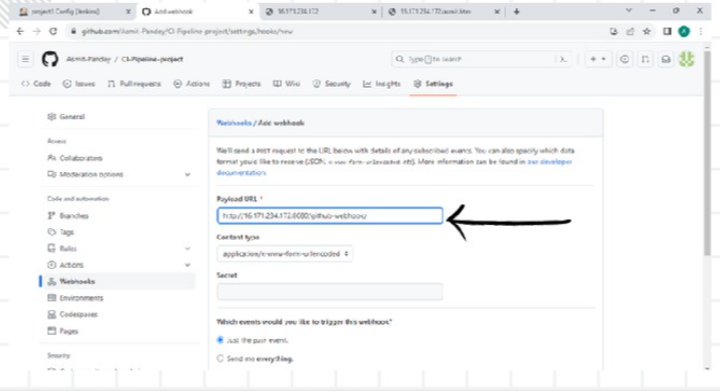 project1 Config [Jenkins]
Add webhook
16.171.234.172
github.com/Asmit-Pandey/CI-Pipeline-project/settings/hooks/new
Asmit-Pandey / CI-Pipeline-project
Type / to search
Code
Issues
Pull requests
Actions
Projects
Wiki
Security
Insights
Settings
General
Access
Collaborators
Moderation options
Code and automation
Branches
Tags
Rules
Actions
Webhooks
Environments
Codespaces
Pages
Security
Webhooks / Add webhook
We'll send a POST request to the URL below with details of any subscribed events. You can also specify which data
format you'd like to receive (JSON, x-www-form-urlencoded, etc). More information can be found in our developer
documentation.
Payload URL *
http://16.171.234.172:8080/github-webhook/
Content type
application/x-www-form-urlencoded
Secret
Which events would you like to trigger this webhook?
Just the push event.
Send me everything.